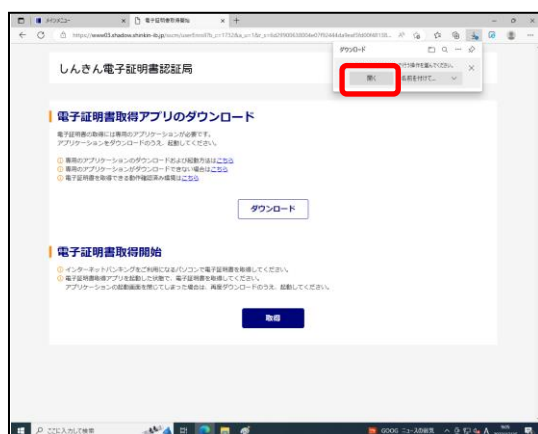 メインメニュー
電子証明書取得開始
ダウンロード
開く
名前を付けて...
しんきん電子証明書認証局
電子証明書取得アプリのダウンロード
電子証明書の取得には専用のアプリケーションが必要です。
アプリケーションをダウンロードのうえ、起動してください。
専用のアプリケーションのダウンロードおよび起動方法はこちら
専用のアプリケーションがダウンロードできない場合はこちら
電子証明書を取得できる動作確認済み環境はこちら
ダウンロード
電子証明書取得開始
インターネットバンキングをご利用になるパソコンで電子証明書を取得してください。
電子証明書取得アプリを起動した状態で、電子証明書を取得してください。
アプリケーションの起動画面を閉じてしまった場合は、再度ダウンロードのうえ、起動してください。
取得
ここに入力して検索